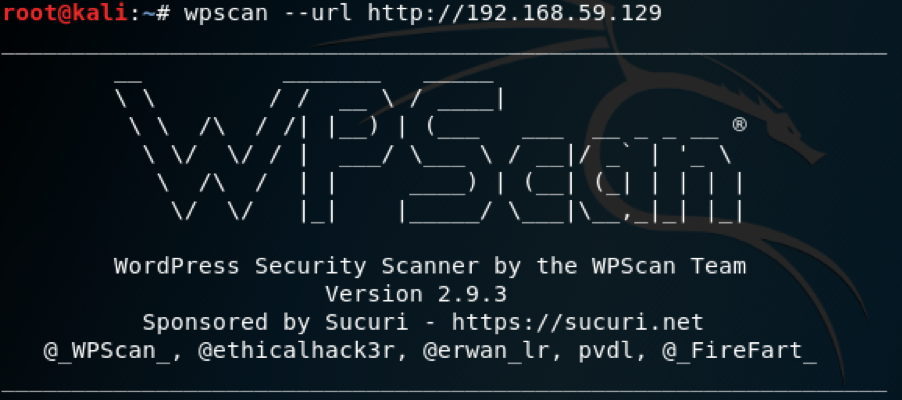 root@kali:~# wpscan --url http://192.168.59.129
WPScan ®
WordPress Security Scanner by the WPScan Team
Version 2.9.3
Sponsored by Sucuri - https://sucuri.net
@_WPScan_, @ethicalhack3r, @erwan_lr, pvdl, @_FireFart_